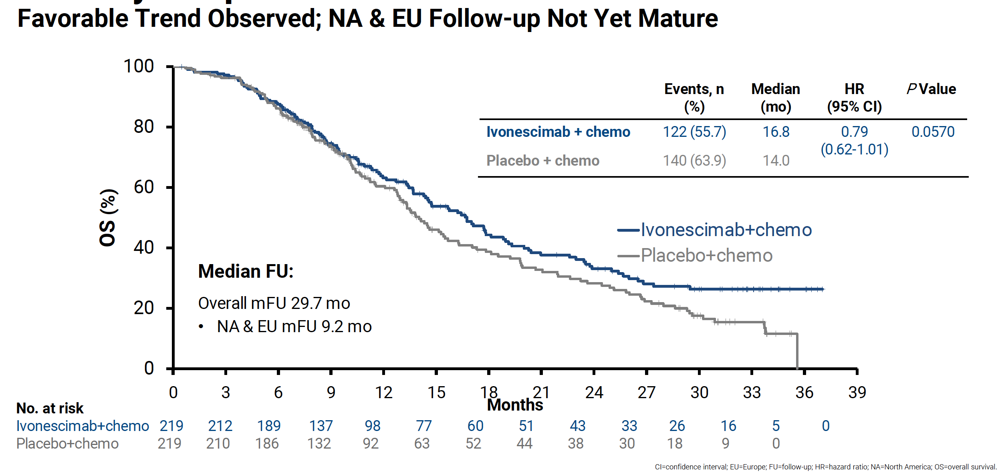 Favorable Trend Observed; NA & EU Follow-up Not Yet Mature
Events, n (%) Median (mo) HR (95% CI) P Value
Ivonescimab + chemo 122 (55.7) 16.8 0.79 (0.62-1.01) 0.0570
Placebo + chemo 140 (63.9) 14.0
OS (%)
100
80
60
40
20
0
Ivonescimab+chemo
Placebo+chemo
Median FU:
Overall mFU 29.7 mo
• NA & EU mFU 9.2 mo
0 3 6 9 12 15 18 21 24 27 30 33 36 39
Months
No. at risk
Ivonescimab+chemo 219 212 189 137 98 77 60 51 43 33 26 16 5 0
Placebo+chemo 219 210 186 132 92 63 52 44 38 30 18 9 0
CI=confidence interval; EU=Europe; FU=follow-up; HR=hazard ratio; NA=North America; OS=overall survival.